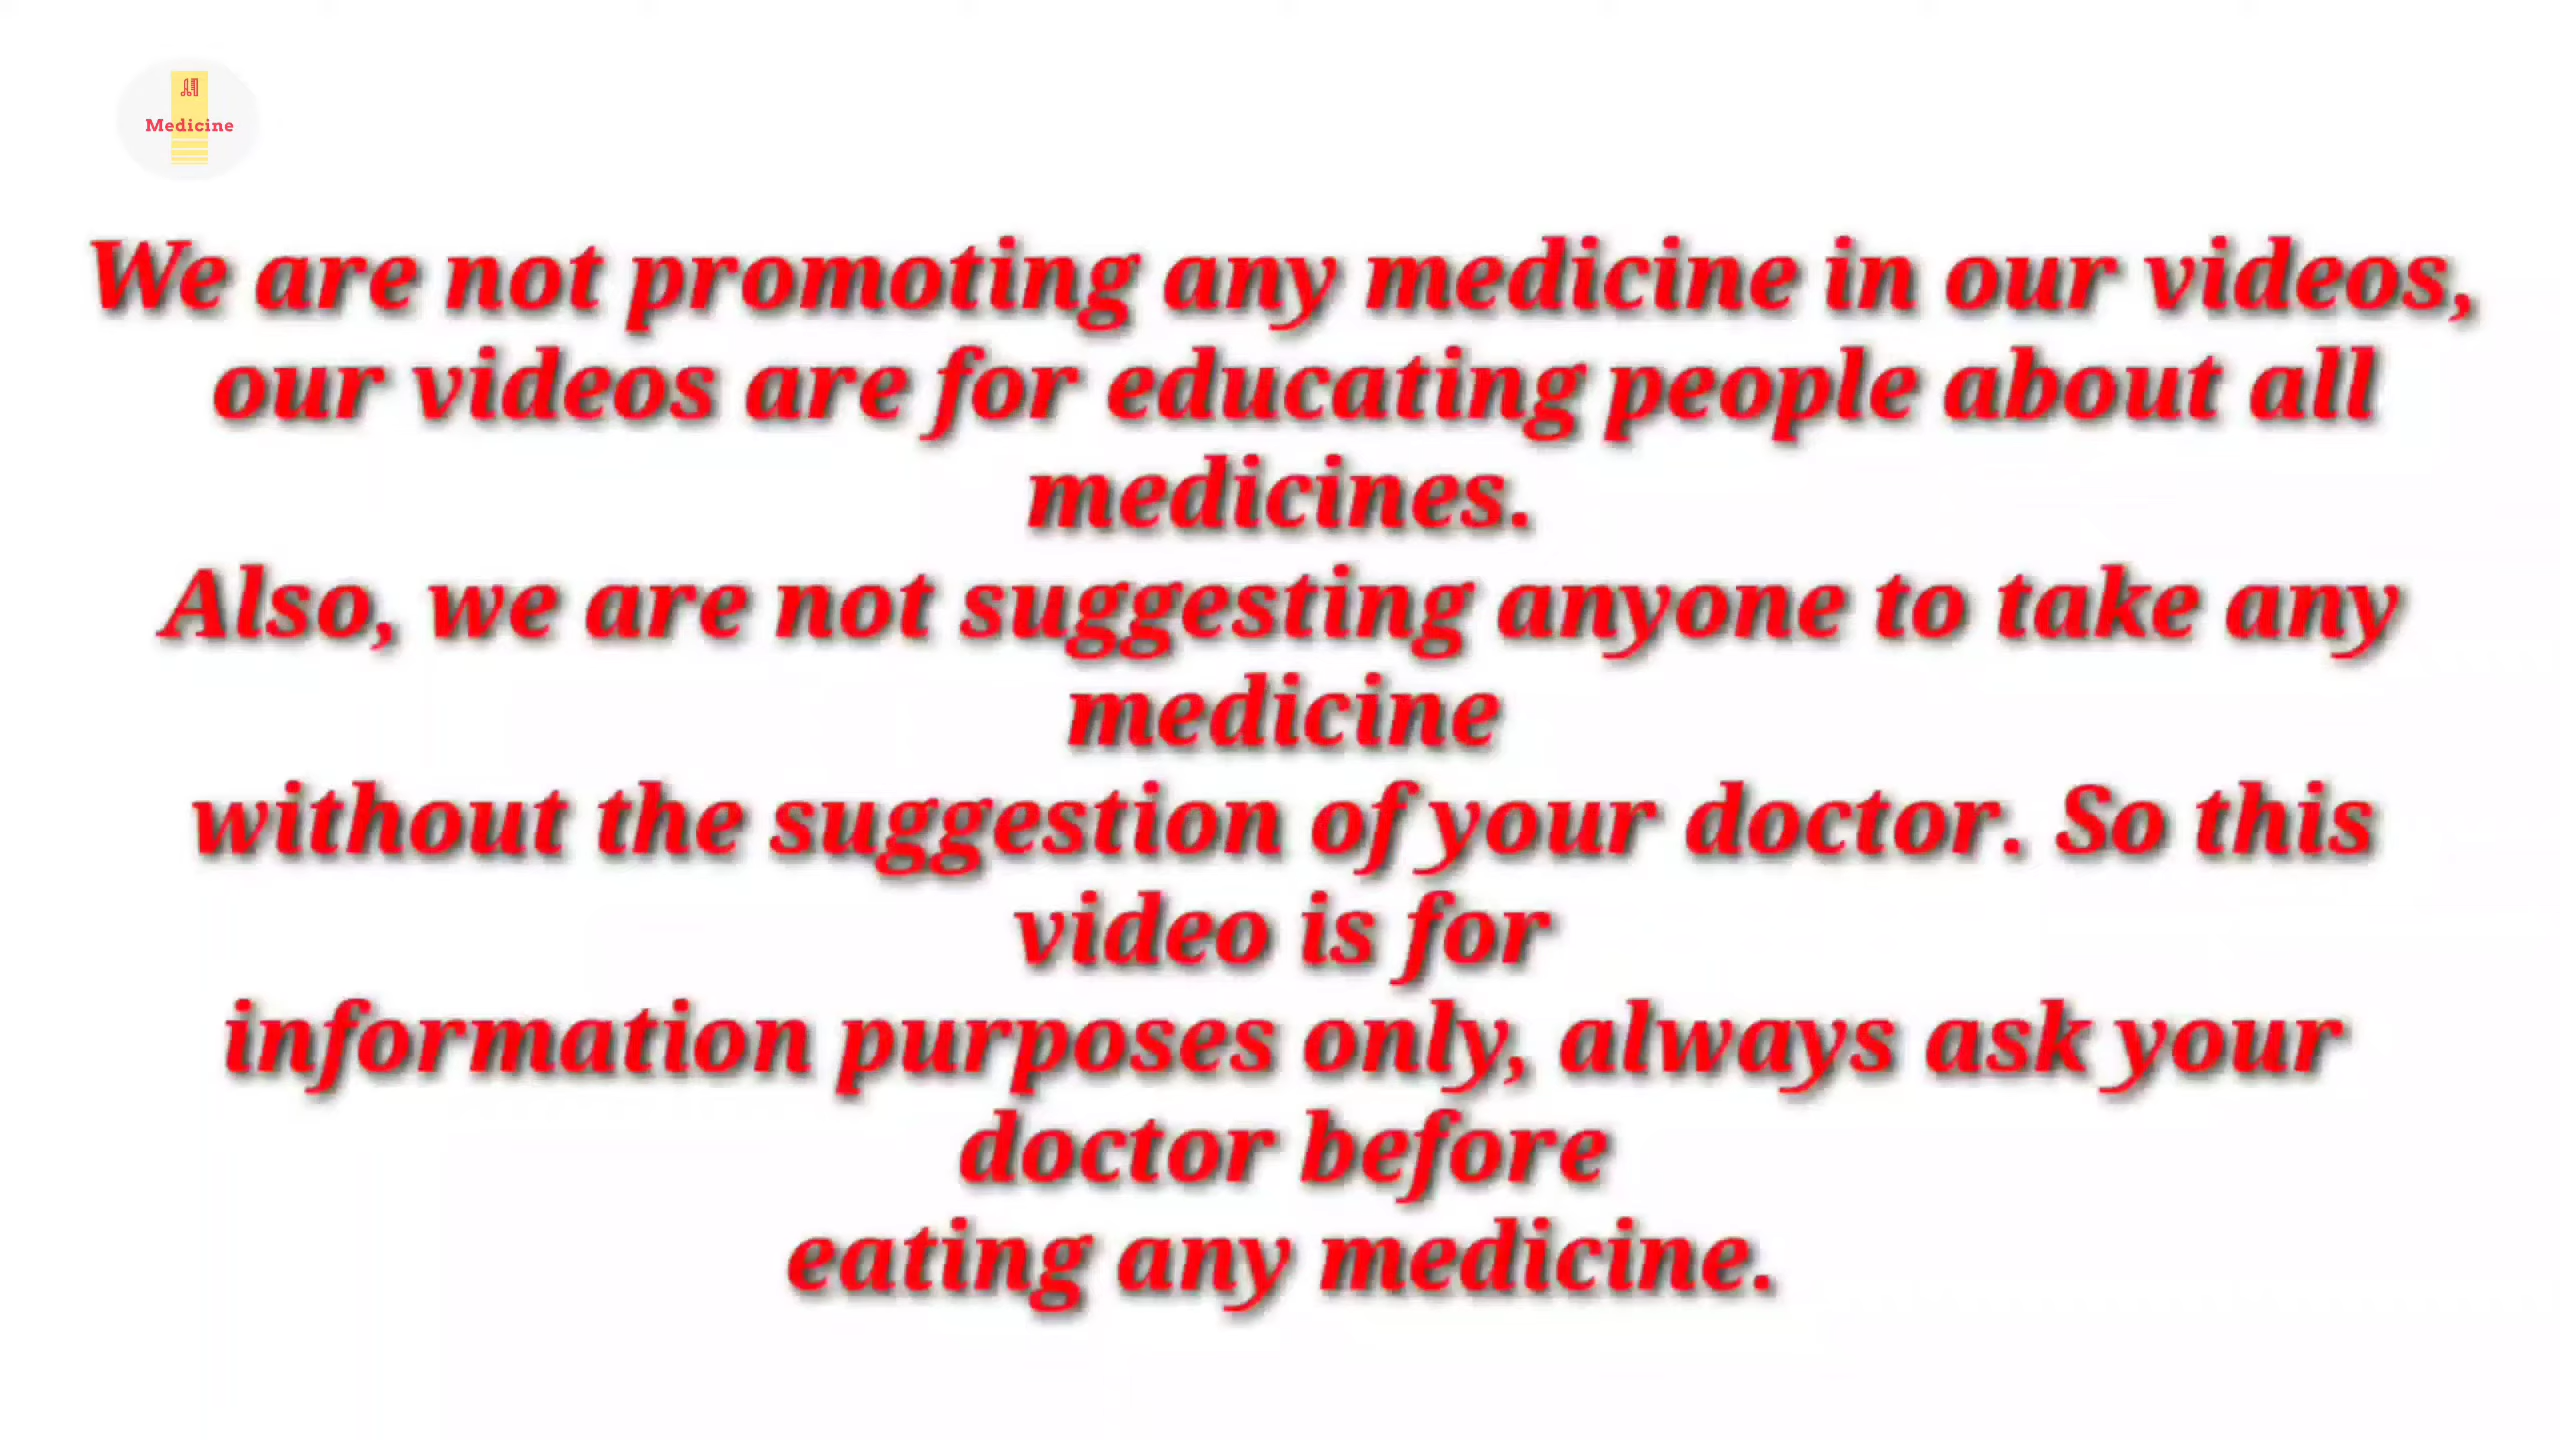 Medicine
We are not promoting any medicine in our videos,
our videos are for educating people about all
medicines.
Also, we are not suggesting anyone to take any
medicine
without the suggestion of your doctor. So this
video is for
information purposes only, always ask your
doctor before
eating any medicine.